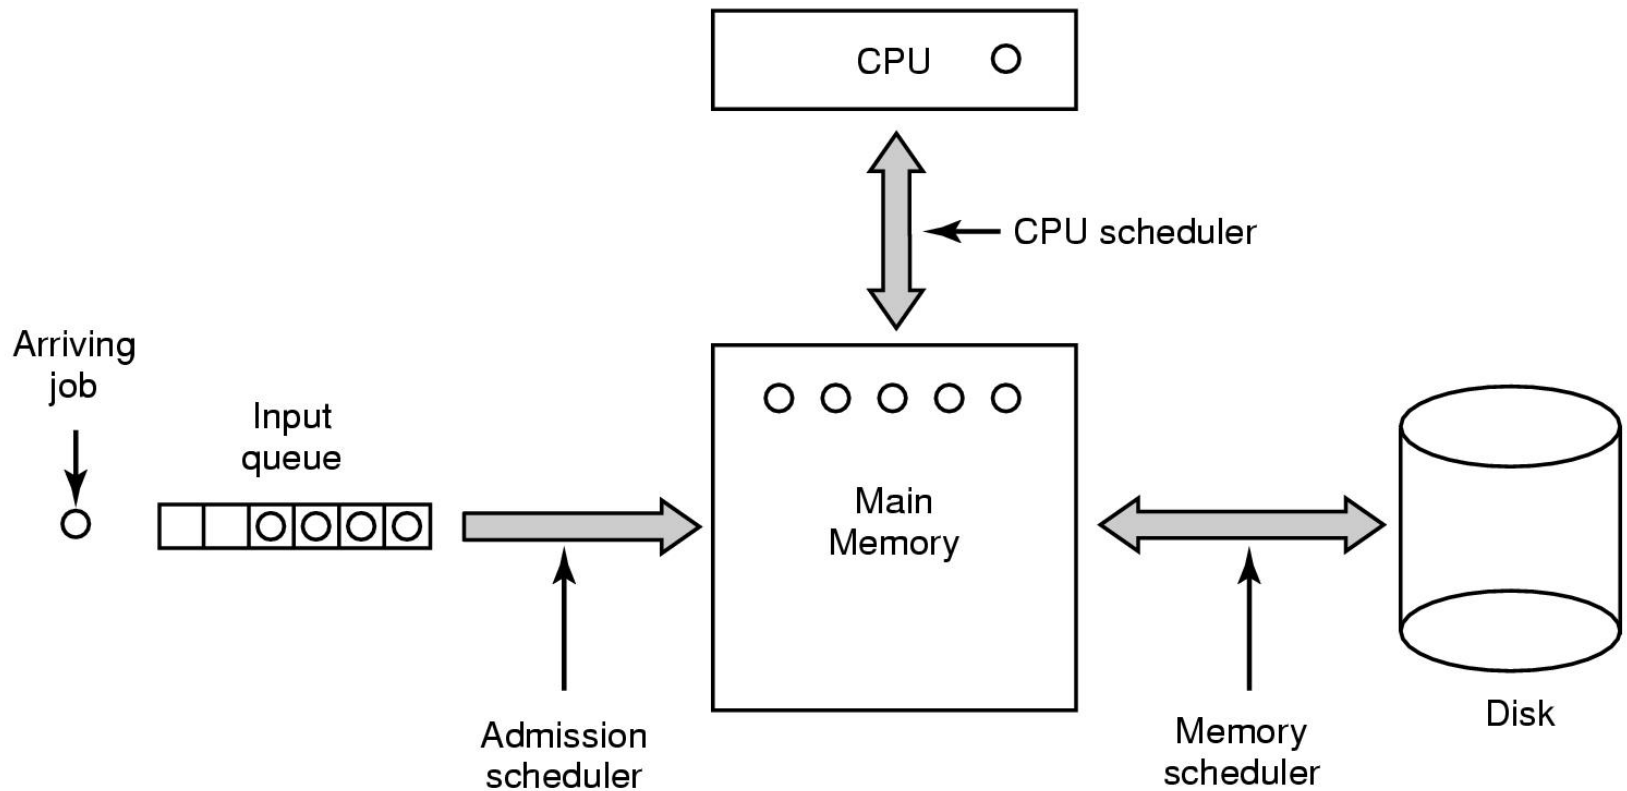 CPU
CPU scheduler
Arriving
job
Input
queue
Main
Memory
Admission
scheduler
Memory
scheduler
Disk